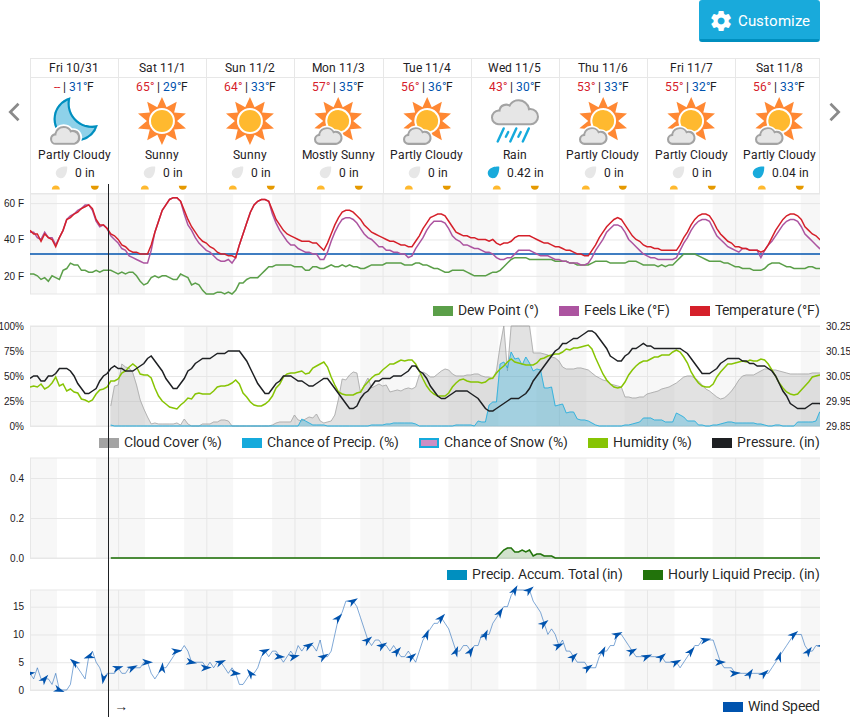 Customize
Fri 10/31 Sat 11/1 Sun 11/2 Mon 11/3 Tue 11/4 Wed 11/5 Thu 11/6 Fri 11/7 Sat 11/8
-- | 31°F 65° | 29°F 64° | 33°F 57° | 35°F 56° | 36°F 43° | 30°F 53° | 33°F 55° | 32°F 56° | 33°F
Partly Cloudy Sunny Sunny Mostly Sunny Partly Cloudy Rain Partly Cloudy Partly Cloudy Partly Cloudy
0 in 0 in 0 in 0 in 0 in 0.42 in 0 in 0 in 0.04 in
60 F
40 F
20 F
Dew Point (°) Feels Like (°F) Temperature (°F)
100% 30.25
75% 30.15
50% 30.05
25% 29.95
0% 29.85
Cloud Cover (%) Chance of Precip. (%) Chance of Snow (%) Humidity (%) Pressure. (in)
0.4
0.2
0.0
Precip. Accum. Total (in) Hourly Liquid Precip. (in)
15
10
5
0
→ Wind Speed